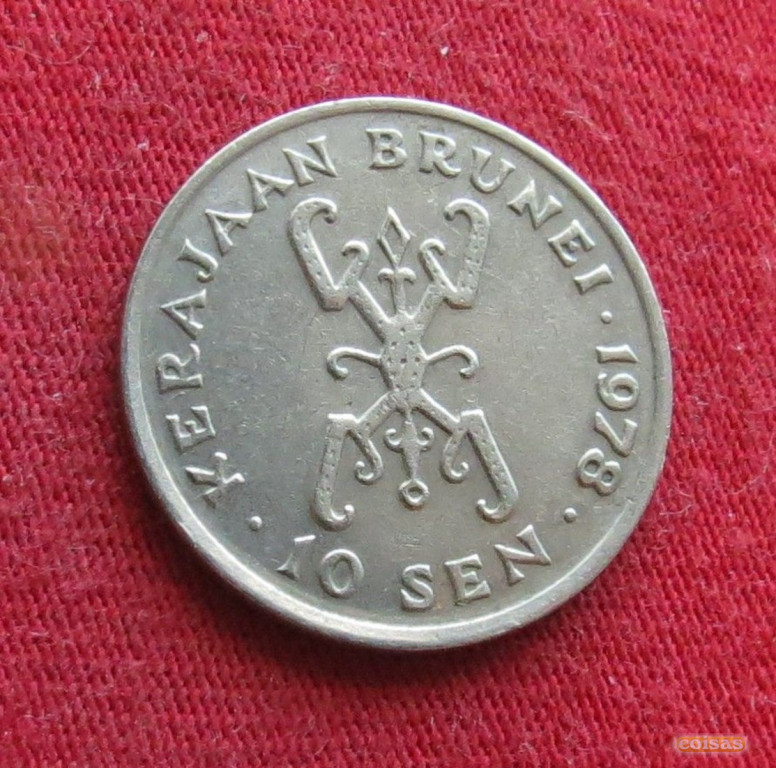 KERAJAAN BRUNEI · 1978 ·
10 SEN ·
coisas